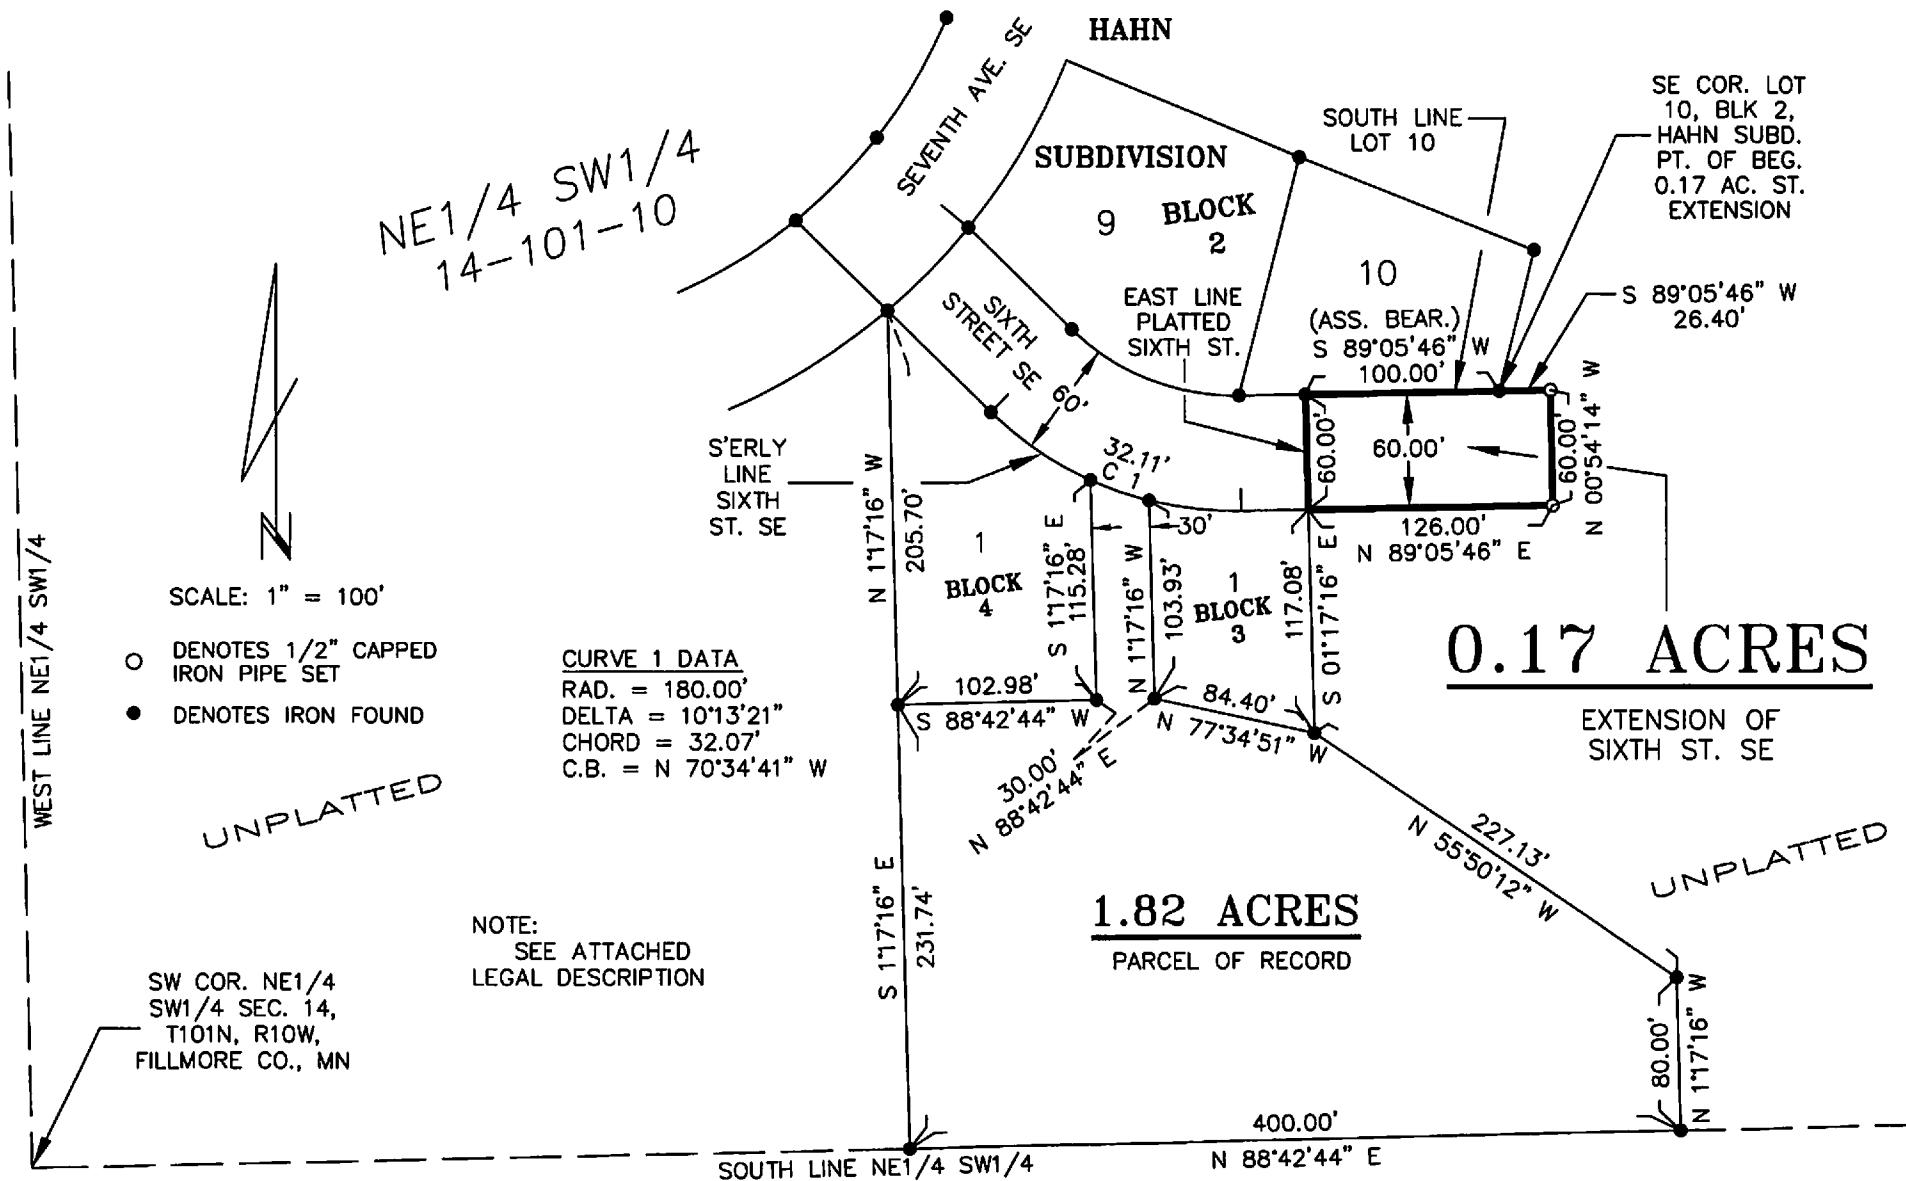 HAHN
SUBDIVISION
SEVENTH AVE. SE
NE1/4 SW1/4
14-101-10
9
BLOCK
2
10
SOUTH LINE
LOT 10
SE COR. LOT
10, BLK 2,
HAHN SUBD.
PT. OF BEG.
0.17 AC. ST.
EXTENSION
S 89°05'46" W
26.40'
EAST LINE
PLATTED
SIXTH ST.
(ASS. BEAR.)
S 89°05'46" W
100.00'
SIXTH
STREET SE
60'
60.00'
60.00'
60.00'
N 00°54'14" W
126.00'
N 89°05'46" E
S'ERLY
LINE
SIXTH
ST. SE
32.11'
C 1
30'
N 1°17'16" W
205.70'
1
BLOCK
4
S 1°17'16" E
115.28'
N 1°17'16" W
103.93'
1
BLOCK
3
117.08'
S 01°17'16" E
N
SCALE: 1" = 100'
DENOTES 1/2" CAPPED
IRON PIPE SET
DENOTES IRON FOUND
CURVE 1 DATA
RAD. = 180.00'
DELTA = 10°13'21"
CHORD = 32.07'
C.B. = N 70°34'41" W
0.17 ACRES
EXTENSION OF
SIXTH ST. SE
102.98'
S 88°42'44" W
84.40'
N 77°34'51" W
30.00'
N 88°42'44" E
WEST LINE NE1/4 SW1/4
UNPLATTED
227.13'
N 55°50'12" W
UNPLATTED
S 1°17'16" E
231.74'
1.82 ACRES
PARCEL OF RECORD
NOTE:
SEE ATTACHED
LEGAL DESCRIPTION
SW COR. NE1/4
SW1/4 SEC. 14,
T101N, R10W,
FILLMORE CO., MN
80.00'
N 1°17'16" W
400.00'
N 88°42'44" E
SOUTH LINE NE1/4 SW1/4